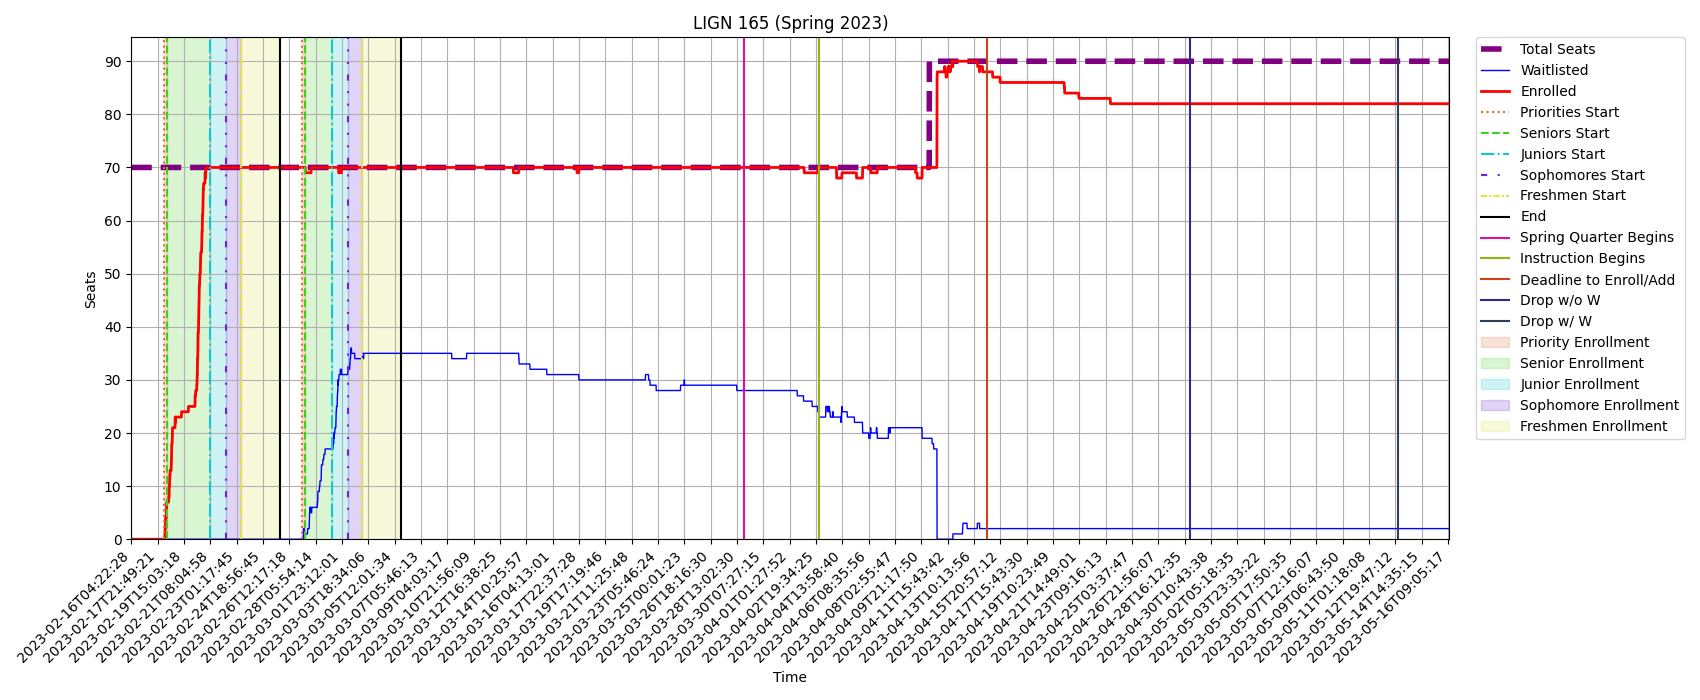 LIGN 165 (Spring 2023)
Seats
90
80
70
60
50
40
30
20
10
0
2023-02-16T04:22:28
2023-02-17T21:49:21
2023-02-19T15:03:18
2023-02-21T08:04:58
2023-02-23T01:17:45
2023-02-24T18:56:45
2023-02-26T12:17:19
2023-02-28T05:54:14
2023-03-01T23:12:01
2023-03-03T18:34:06
2023-03-05T12:01:34
2023-03-07T05:46:13
2023-03-09T04:03:17
2023-03-10T21:56:09
2023-03-12T16:38:25
2023-03-14T10:25:57
2023-03-16T04:13:01
2023-03-17T22:37:28
2023-03-19T17:19:46
2023-03-21T11:25:48
2023-03-23T05:46:24
2023-03-25T00:01:23
2023-03-26T18:16:30
2023-03-28T13:02:30
2023-03-30T07:27:15
2023-04-01T01:27:52
2023-04-02T19:34:25
2023-04-04T13:58:40
2023-04-06T08:35:56
2023-04-08T02:55:47
2023-04-09T21:17:50
2023-04-11T15:43:42
2023-04-13T10:13:56
2023-04-15T20:57:12
2023-04-17T15:43:30
2023-04-19T10:23:49
2023-04-21T14:49:01
2023-04-23T09:16:13
2023-04-25T03:37:47
2023-04-26T21:56:07
2023-04-28T16:12:35
2023-04-30T10:43:38
2023-05-02T05:18:35
2023-05-03T23:33:22
2023-05-05T17:50:35
2023-05-07T12:16:07
2023-05-09T06:43:50
2023-05-11T01:18:09
2023-05-12T19:47:12
2023-05-14T14:35:15
2023-05-16T09:05:17
Time
Total Seats
Waitlisted
Enrolled
Priorities Start
Seniors Start
Juniors Start
Sophomores Start
Freshmen Start
End
Spring Quarter Begins
Instruction Begins
Deadline to Enroll/Add
Drop w/o W
Drop w/ W
Priority Enrollment
Senior Enrollment
Junior Enrollment
Sophomore Enrollment
Freshmen Enrollment